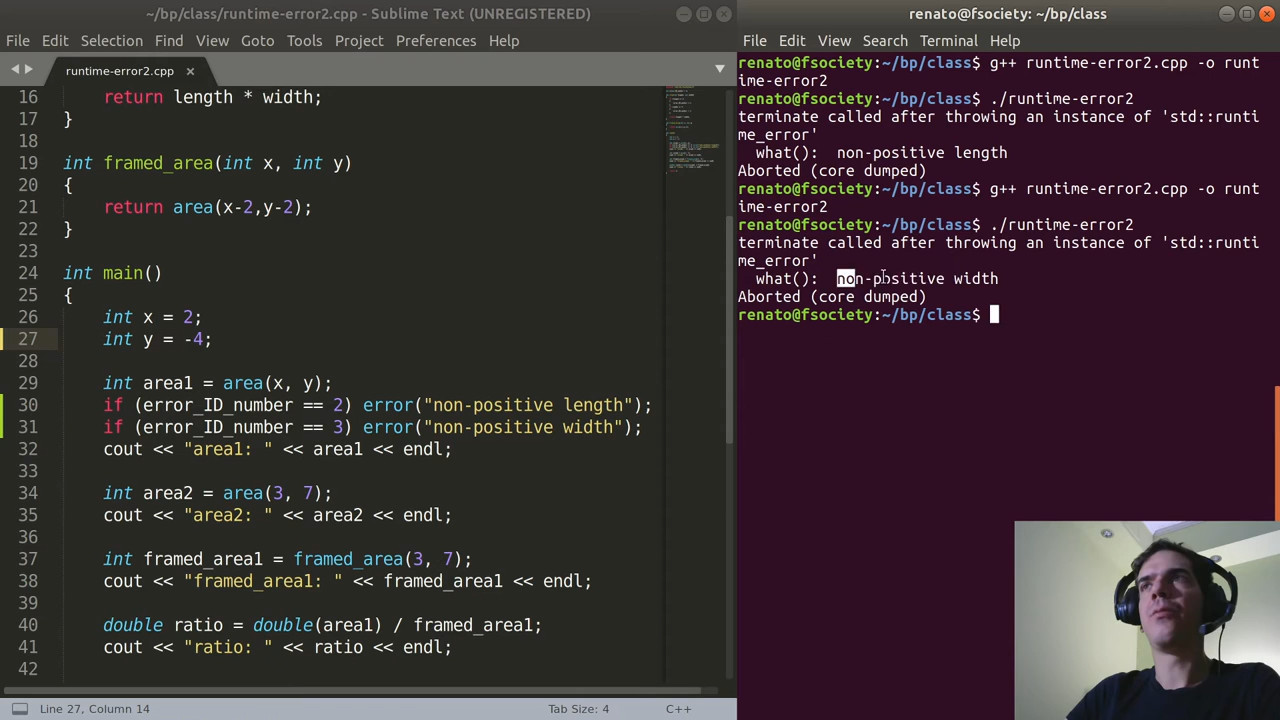 ~/bp/class/runtime-error2.cpp - Sublime Text (UNREGISTERED)
File Edit Selection Find View Goto Tools Project Preferences Help
runtime-error2.cpp
16 return length * width;
17 }
18
19 int framed_area(int x, int y)
20 {
21 return area(x-2,y-2);
22 }
23
24 int main()
25 {
26 int x = 2;
27 int y = -4;
28
29 int area1 = area(x, y);
30 if (error_ID_number == 2) error("non-positive length");
31 if (error_ID_number == 3) error("non-positive width");
32 cout << "area1: " << area1 << endl;
33
34 int area2 = area(3, 7);
35 cout << "area2: " << area2 << endl;
36
37 int framed_area1 = framed_area(3, 7);
38 cout << "framed_area1: " << framed_area1 << endl;
39
40 double ratio = double(area1) / framed_area1;
41 cout << "ratio: " << ratio << endl;
42
Line 27, Column 14
Tab Size: 4
C++
renato@fsociety: ~/bp/class
File Edit View Search Terminal Help
renato@fsociety:~/bp/class$ g++ runtime-error2.cpp -o runt
ime-error2
renato@fsociety:~/bp/class$ ./runtime-error2
terminate called after throwing an instance of 'std::runti
me_error'
what(): non-positive length
Aborted (core dumped)
renato@fsociety:~/bp/class$ g++ runtime-error2.cpp -o runt
ime-error2
renato@fsociety:~/bp/class$ ./runtime-error2
terminate called after throwing an instance of 'std::runti
me_error'
what(): non-positive width
Aborted (core dumped)
renato@fsociety:~/bp/class$